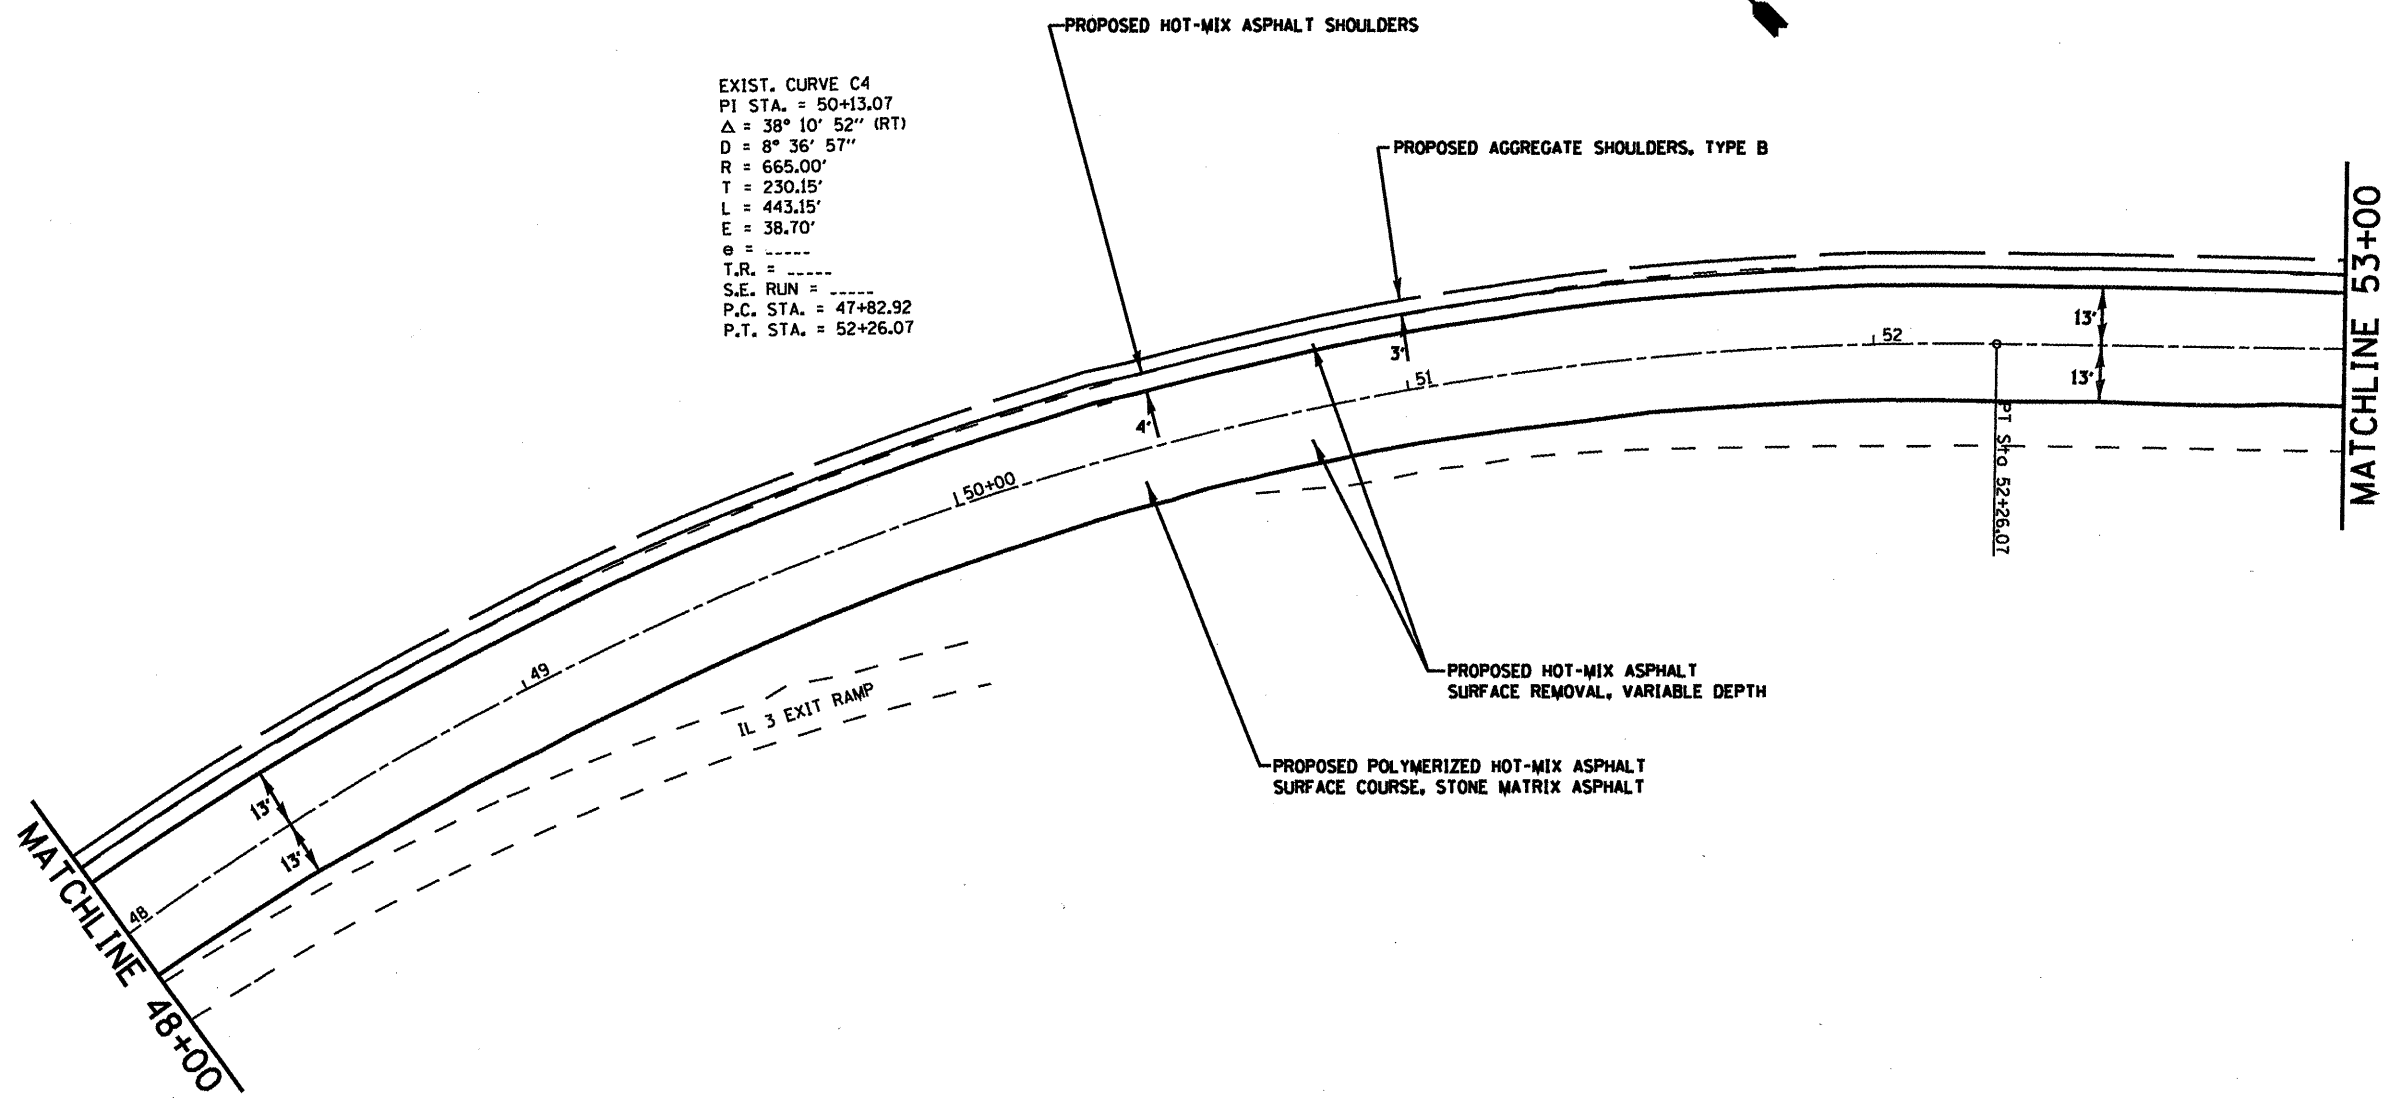 PROPOSED HOT-MIX ASPHALT SHOULDERS
EXIST. CURVE C4
PI STA. = 50+13.07
Δ = 38° 10' 52" (RT)
D = 8° 36' 57"
R = 665.00'
T = 230.15'
L = 443.15'
E = 38.70'
e = -----
T.R. = -----
S.E. RUN = -----
P.C. STA. = 47+82.92
P.T. STA. = 52+26.07
PROPOSED AGGREGATE SHOULDERS, TYPE B
MATCHLINE 53+00
13'
13'
52
3'
51
4'
50+00
PT Sta 52+26.07
49
IL 3 EXIT RAMP
PROPOSED HOT-MIX ASPHALT
SURFACE REMOVAL, VARIABLE DEPTH
PROPOSED POLYMERIZED HOT-MIX ASPHALT
SURFACE COURSE, STONE MATRIX ASPHALT
13'
13'
48
MATCHLINE 48+00